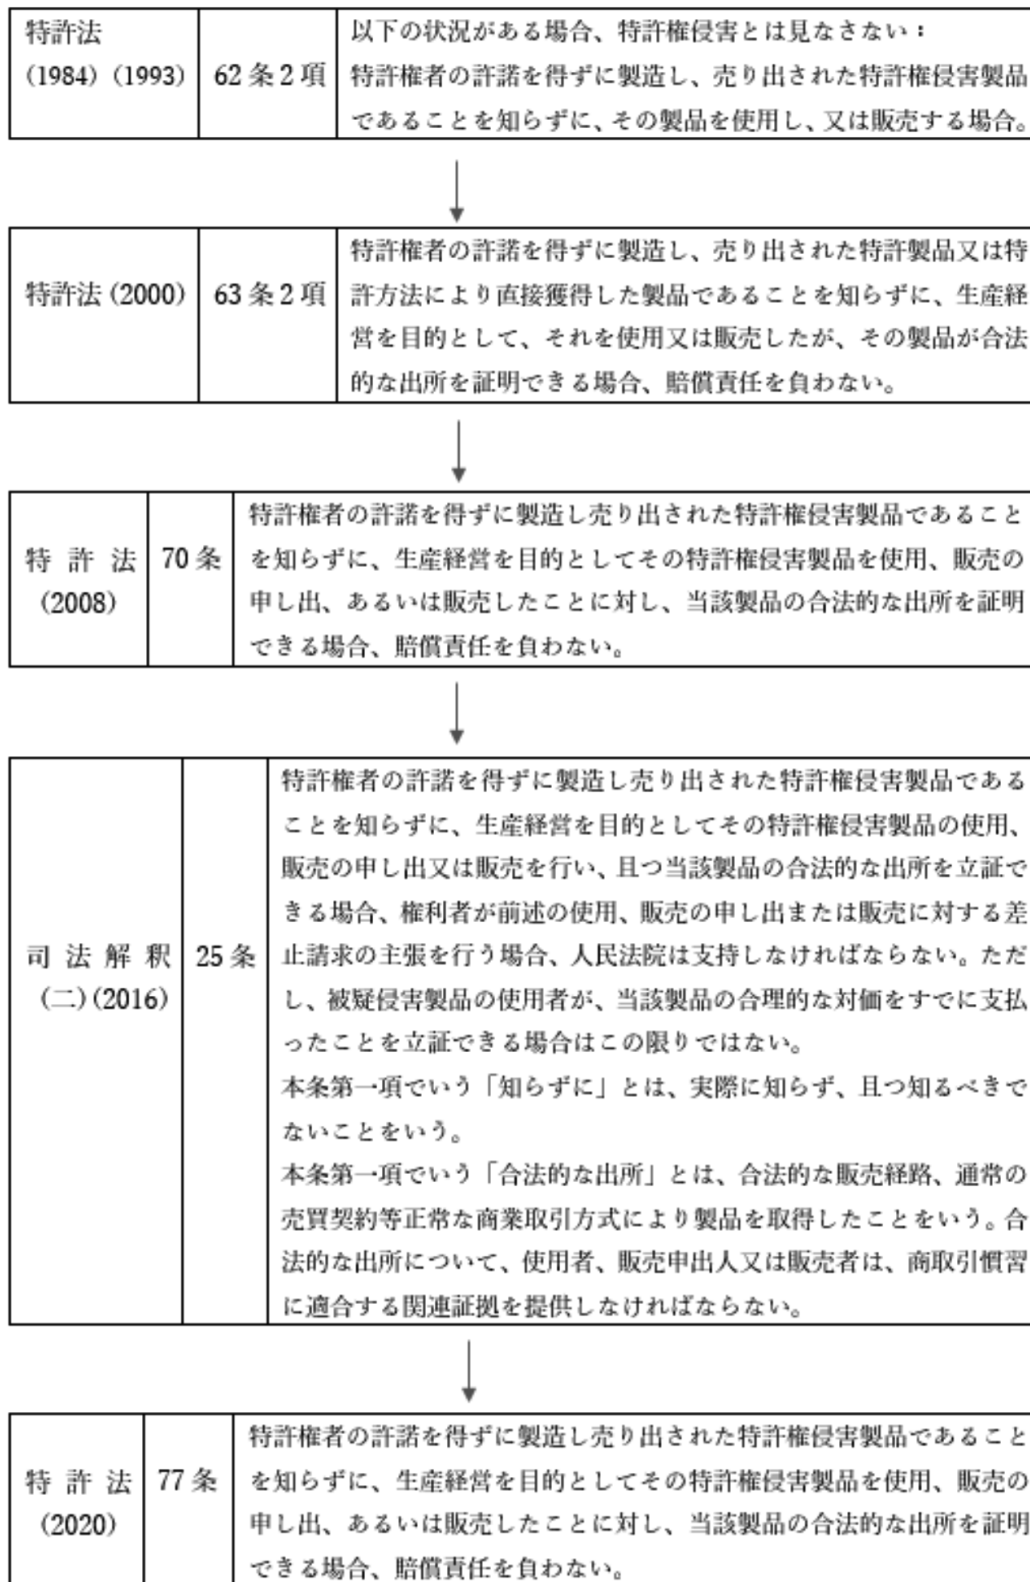 特許法
(1984) (1993)
62条2項
以下の状況がある場合、特許権侵害とは見なさない：
特許権者の許諾を得ずに製造し、売り出された特許権侵害製品
であることを知らずに、その製品を使用し、又は販売する場合。
特許法(2000)
63条2項
特許権者の許諾を得ずに製造し、売り出された特許製品又は特
許方法により直接獲得した製品であることを知らずに、生産経
営を目的として、それを使用又は販売したが、その製品が合法
的な出所を証明できる場合、賠償責任を負わない。
特許法
(2008)
70条
特許権者の許諾を得ずに製造し売り出された特許権侵害製品であること
を知らずに、生産経営を目的としてその特許権侵害製品を使用、販売の
申し出、あるいは販売したことに対し、当該製品の合法的な出所を証明
できる場合、賠償責任を負わない。
司法解釈
(二)(2016)
25条
特許権者の許諾を得ずに製造し売り出された特許権侵害製品である
ことを知らずに、生産経営を目的としてその特許権侵害製品の使用、
販売の申し出又は販売を行い、且つ当該製品の合法的な出所を立証で
きる場合、権利者が前述の使用、販売の申し出または販売に対する差
止請求の主張を行う場合、人民法院は支持しなければならない。ただ
し、被疑侵害製品の使用者が、当該製品の合理的な対価をすでに支払
ったことを立証できる場合はこの限りではない。
本条第一項でいう「知らずに」とは、実際に知らず、且つ知るべきで
ないことをいう。
本条第一項でいう「合法的な出所」とは、合法的な販売経路、通常の
売買契約等正常な商業取引方式により製品を取得したことをいう。合
法的な出所について、使用者、販売申出人又は販売者は、商取引慣習
に適合する関連証拠を提供しなければならない。
特許法
(2020)
77条
特許権者の許諾を得ずに製造し売り出された特許権侵害製品であること
を知らずに、生産経営を目的としてその特許権侵害製品を使用、販売の
申し出、あるいは販売したことに対し、当該製品の合法的な出所を証明
できる場合、賠償責任を負わない。